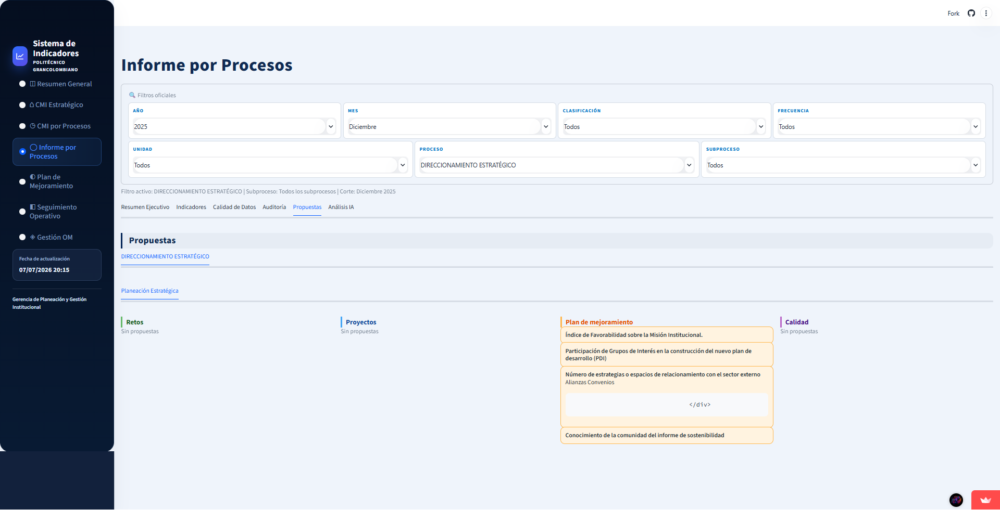 Fork
Sistema de
Indicadores
POLITÉCNICO
GRANCOLOMBIANO
Resumen General
CMI Estratégico
CMI por Procesos
Informe por
Procesos
Plan de
Mejoramiento
Seguimiento
Operativo
Gestión OM
Fecha de actualización
07/07/2026 20:15
Gerencia de Planeación y Gestión
Institucional
Informe por Procesos
Filtros oficiales
AÑO
2025
MES
Diciembre
CLASIFICACIÓN
Todos
FRECUENCIA
Todos
UNIDAD
Todos
PROCESO
DIRECCIONAMIENTO ESTRATÉGICO
SUBPROCESO
Todos
Filtro activo: DIRECCIONAMIENTO ESTRATÉGICO | Subproceso: Todos los subprocesos | Corte: Diciembre 2025
Resumen Ejecutivo
Indicadores
Calidad de Datos
Auditoría
Propuestas
Análisis IA
Propuestas
DIRECCIONAMIENTO ESTRATÉGICO
Planeación Estratégica
Retos
Sin propuestas
Proyectos
Sin propuestas
Plan de mejoramiento
Índice de Favorabilidad sobre la Misión Institucional.
Participación de Grupos de Interés en la construcción del nuevo plan de
desarrollo (PDI)
Número de estrategias o espacios de relacionamiento con el sector externo
Alianzas Convenios
&lt;/div&gt;
Conocimiento de la comunidad del informe de sostenibilidad
Calidad
Sin propuestas